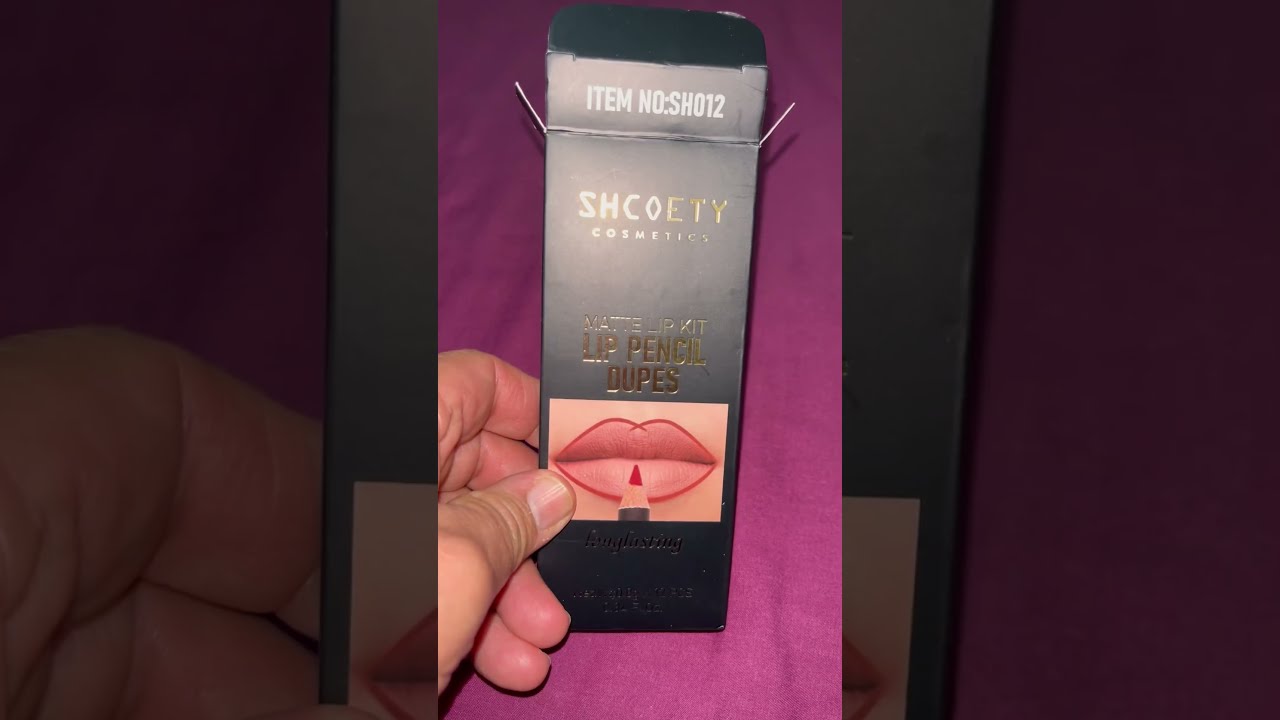 ITEM NO:SH012
SHCOETY
COSMETICS
MATTE LIP KIT
LIP PENCIL
DUPES
longlasting